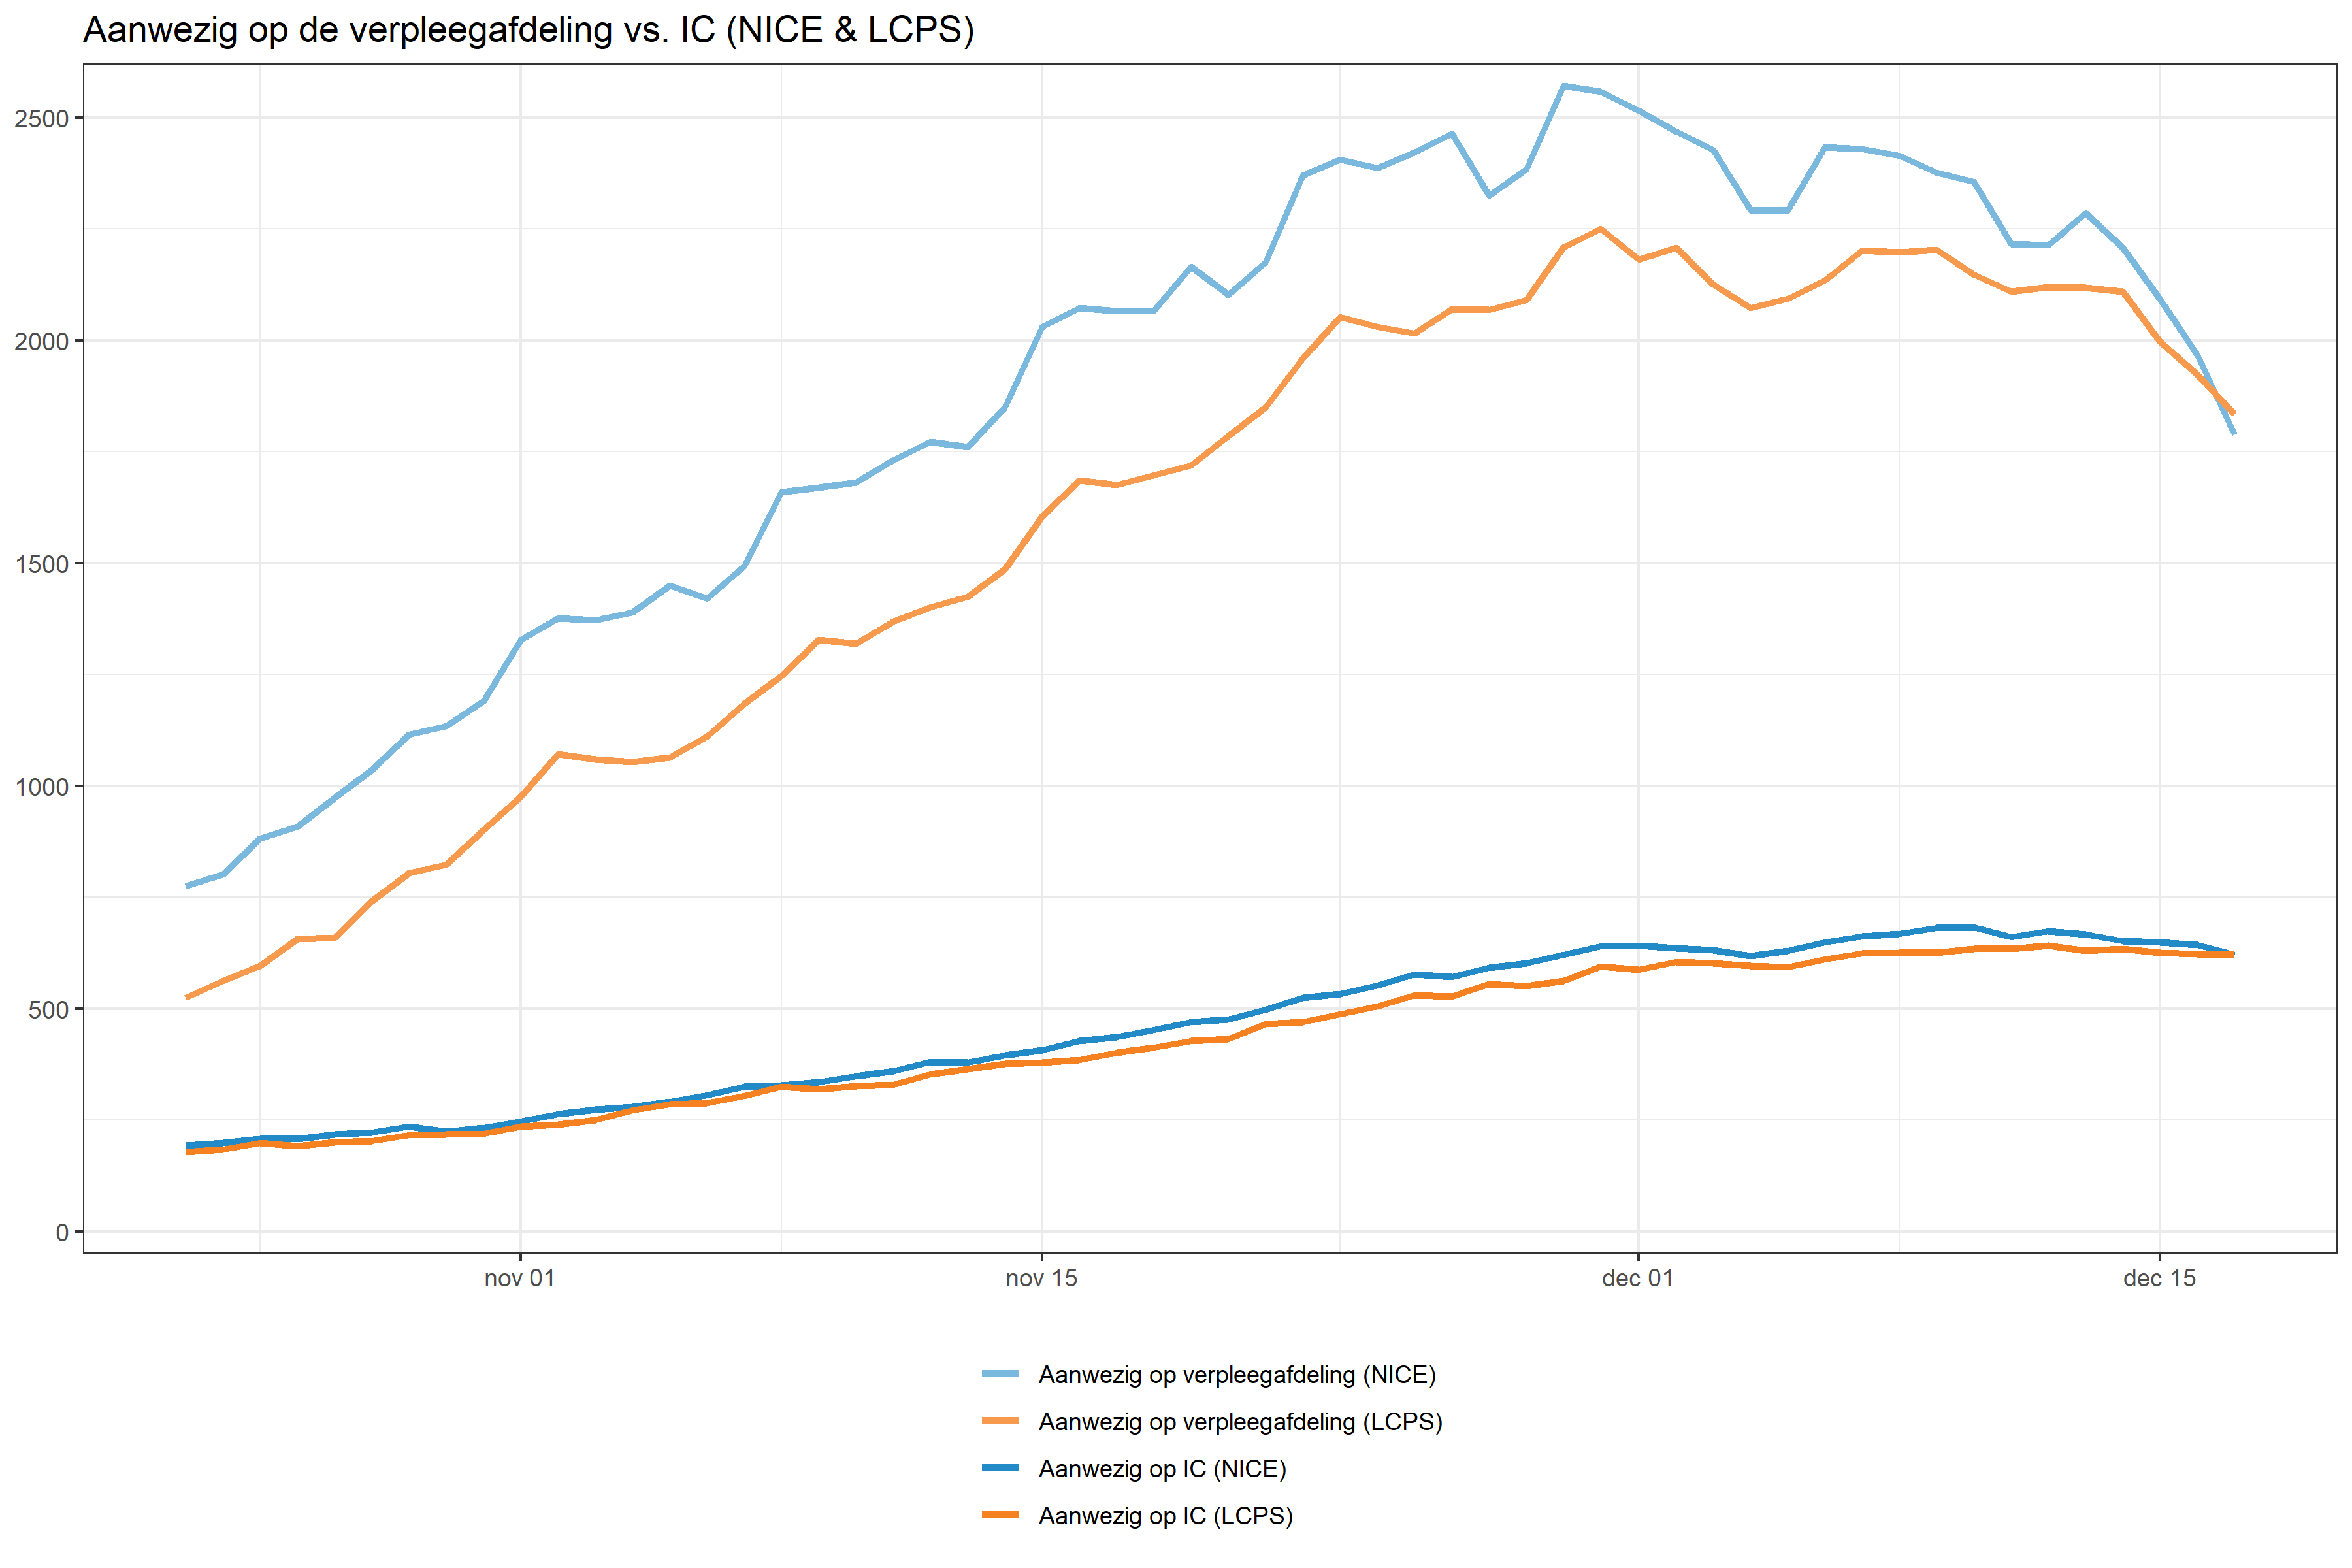 Aanwezig op de verpleegafdeling vs. IC (NICE & LCPS)
2500
2000
1500
1000
500
0
nov 01 nov 15 dec 01 dec 15
Aanwezig op verpleegafdeling (NICE)
Aanwezig op verpleegafdeling (LCPS)
Aanwezig op IC (NICE)
Aanwezig op IC (LCPS)